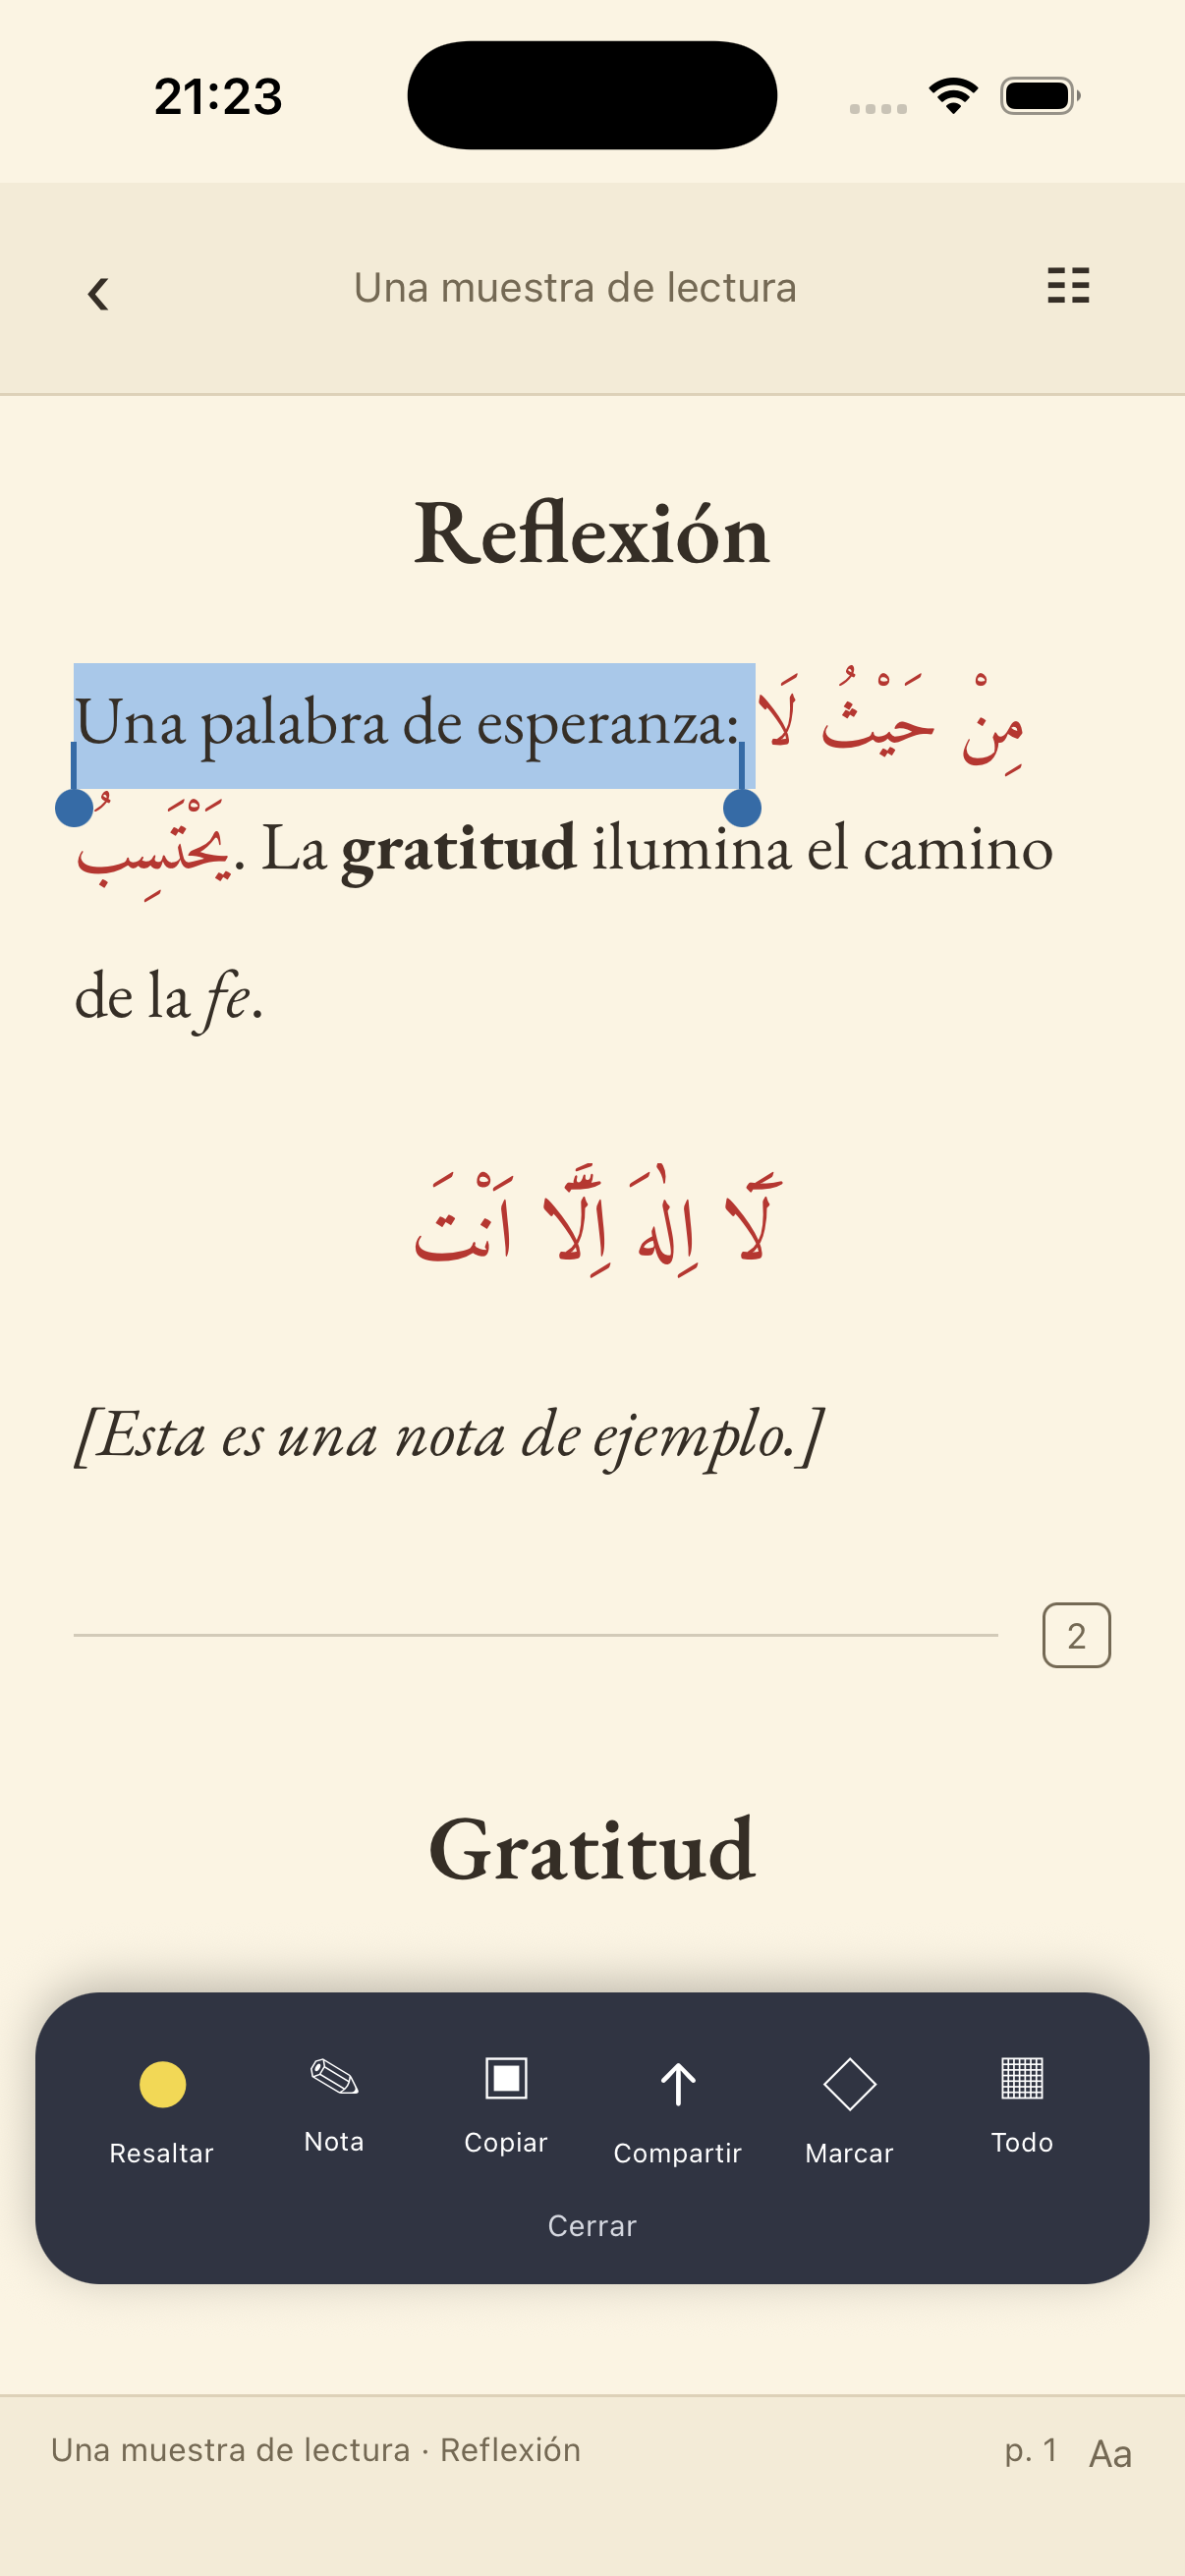 21:23
Una muestra de lectura
Reflexión
Una palabra de esperanza: مِنْ حَيْثُ لَا
يَحْتَسِبُ. La gratitud ilumina el camino
de la fe.
لَٓا اِلٰهَ اِلَّٓا اَنْتَ
[Esta es una nota de ejemplo.]
2
Gratitud
Resaltar Nota Copiar Compartir Marcar Todo
Cerrar
Una muestra de lectura · Reflexión p. 1 Aa